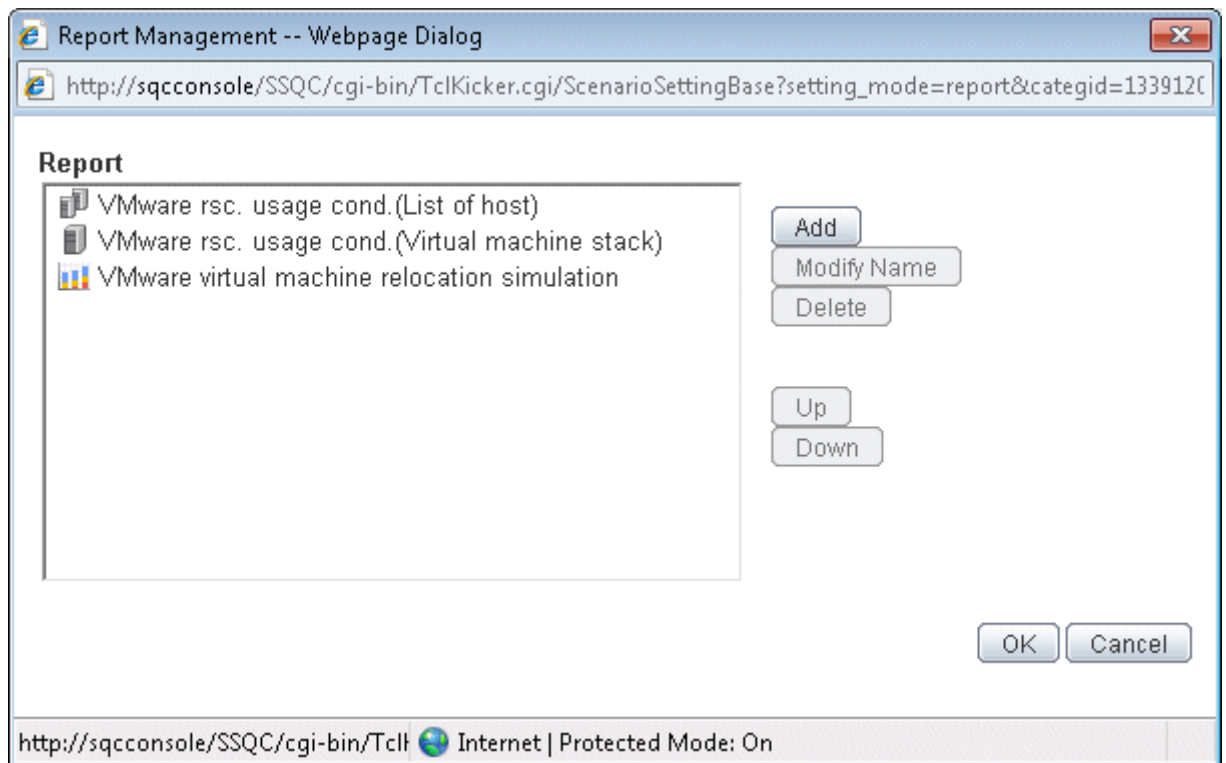 Report Management -- Webpage Dialog
http://sqcconsole/SSQC/cgi-bin/TclKicker.cgi/ScenarioSettingBase?setting_mode=report&categid=133912(
Report
VMware rsc. usage cond.(List of host)
VMware rsc. usage cond.(Virtual machine stack)
VMware virtual machine relocation simulation
Add
Modify Name
Delete
Up
Down
OK Cancel
http://sqcconsole/SSQC/cgi-bin/Tcl Internet | Protected Mode: On